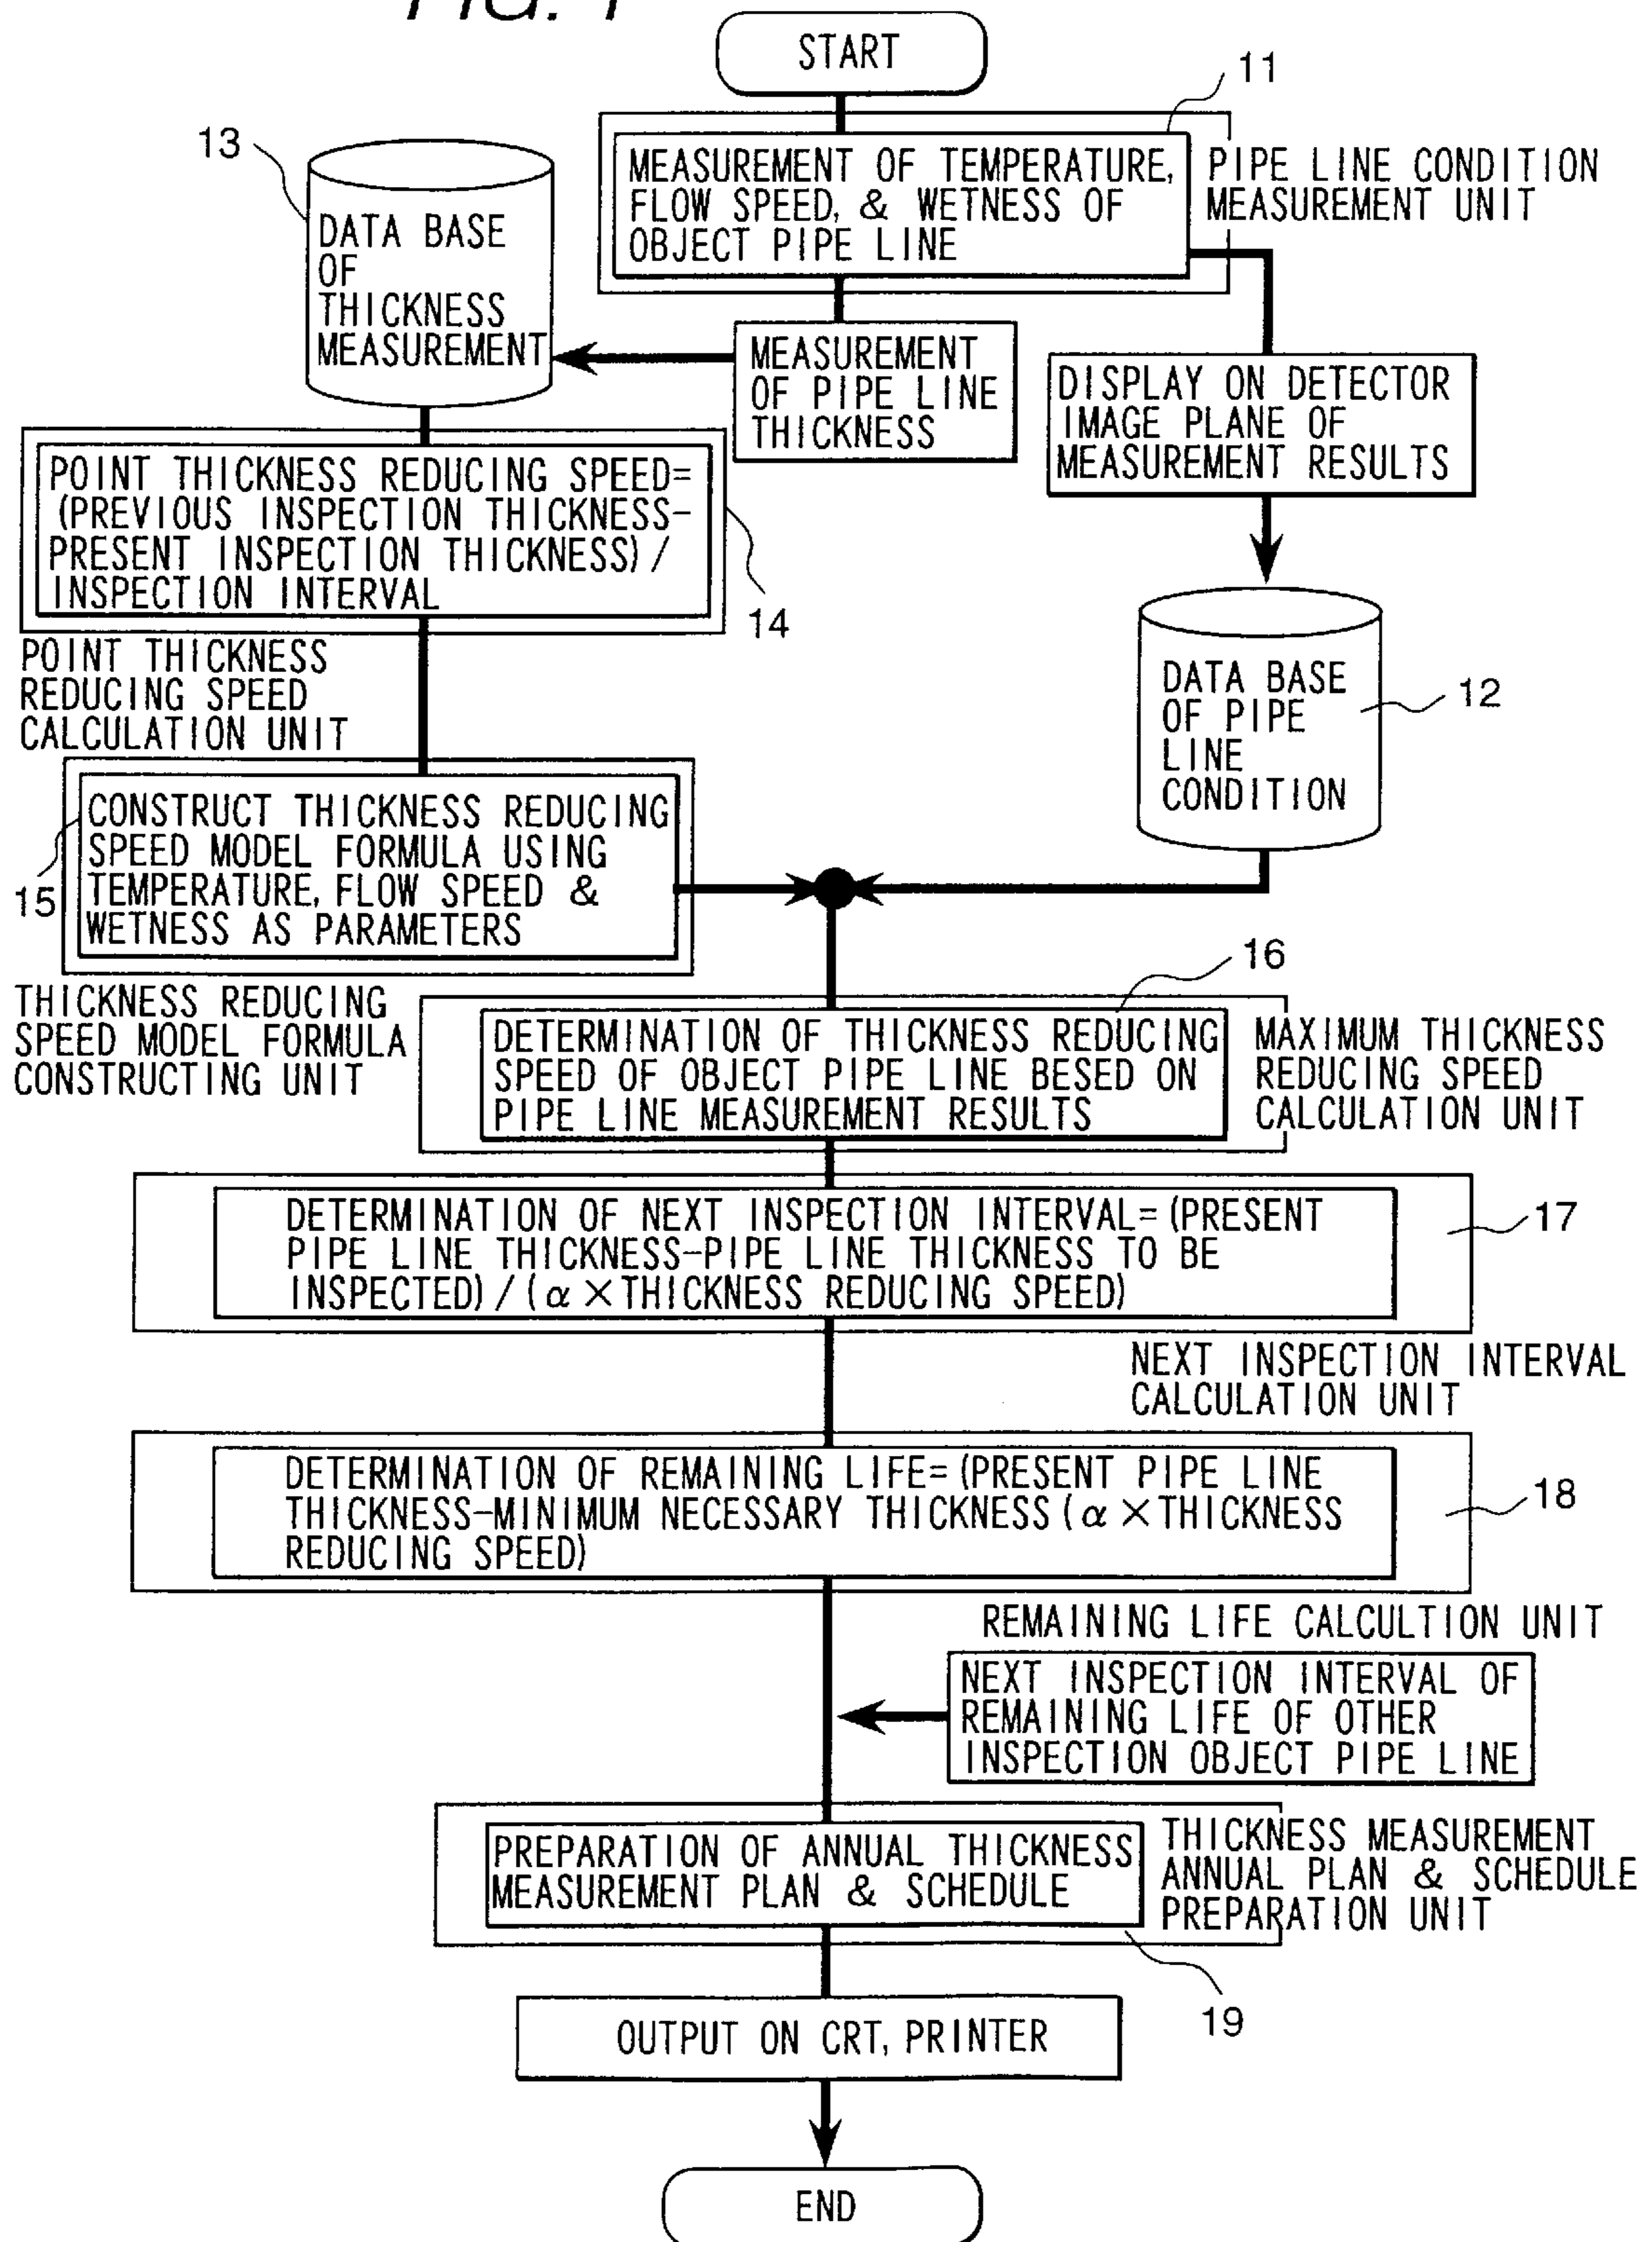 FIG. 1
START
11
13
MEASUREMENT OF TEMPERATURE,
FLOW SPEED, & WETNESS OF
OBJECT PIPE LINE
PIPE LINE CONDITION
MEASUREMENT UNIT
DATA BASE
OF
THICKNESS
MEASUREMENT
MEASUREMENT
OF PIPE LINE
THICKNESS
DISPLAY ON DETECTOR
IMAGE PLANE OF
MEASUREMENT RESULTS
POINT THICKNESS REDUCING SPEED=
(PREVIOUS INSPECTION THICKNESS-
PRESENT INSPECTION THICKNESS)/
INSPECTION INTERVAL
14
POINT THICKNESS
REDUCING SPEED
CALCULATION UNIT
DATA BASE
OF PIPE
LINE
CONDITION
12
CONSTRUCT THICKNESS REDUCING
SPEED MODEL FORMULA USING
TEMPERATURE, FLOW SPEED &
WETNESS AS PARAMETERS
15
16
THICKNESS REDUCING
SPEED MODEL FORMULA
CONSTRUCTING UNIT
DETERMINATION OF THICKNESS REDUCING
SPEED OF OBJECT PIPE LINE BESED ON
PIPE LINE MEASUREMENT RESULTS
MAXIMUM THICKNESS
REDUCING SPEED
CALCULATION UNIT
DETERMINATION OF NEXT INSPECTION INTERVAL=(PRESENT
PIPE LINE THICKNESS-PIPE LINE THICKNESS TO BE
INSPECTED)/(α×THICKNESS REDUCING SPEED)
17
NEXT INSPECTION INTERVAL
CALCULATION UNIT
DETERMINATION OF REMAINING LIFE=(PRESENT PIPE LINE
THICKNESS-MINIMUM NECESSARY THICKNESS(α×THICKNESS
REDUCING SPEED)
18
REMAINING LIFE CALCULTION UNIT
NEXT INSPECTION INTERVAL OF
REMAINING LIFE OF OTHER
INSPECTION OBJECT PIPE LINE
PREPARATION OF ANNUAL THICKNESS
MEASUREMENT PLAN & SCHEDULE
THICKNESS MEASUREMENT
ANNUAL PLAN & SCHEDULE
PREPARATION UNIT
19
OUTPUT ON CRT, PRINTER
END